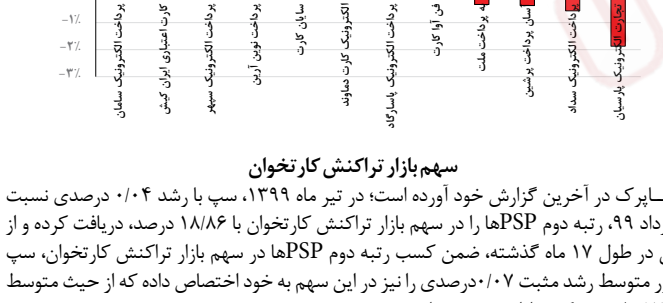 -۱٪
-۲٪
-۳٪
پرداخت الکترونیک سامان
کارت اعتباری ایران کیش
پرداخت الکترونیک سپهر
پرداخت نوین آرین
سایان کارت
الکترونیک کارت دماوند
پرداخت الکترونیک پاسارگاد
فن آوا کارت
به پرداخت ملت
سان پرداخت پرشین
پرداخت الکترونیک سداد
تجارت الکترونیک پارسیان
سهم بازار تراکنش کارتخوان
ـاپرک در آخرین گزارش خود آورده است؛ در تیر ماه ۱۳۹۹، سپ با رشد ۰/۰۴ درصدی نسبت
رداد ۹۹، رتبه دوم PSPها را در سهم بازار تراکنش کارتخوان با ۱۸/۸۶ درصد، دریافت کرده و از
در طول ۱۷ ماه گذشته، ضمن کسب رتبه دوم PSPها در سهم بازار تراکنش کارتخوان، سپ
ر متوسط رشد مثبت ۰/۰۷درصدی را نیز در این سهم به خود اختصاص داده که از حیث متوسط